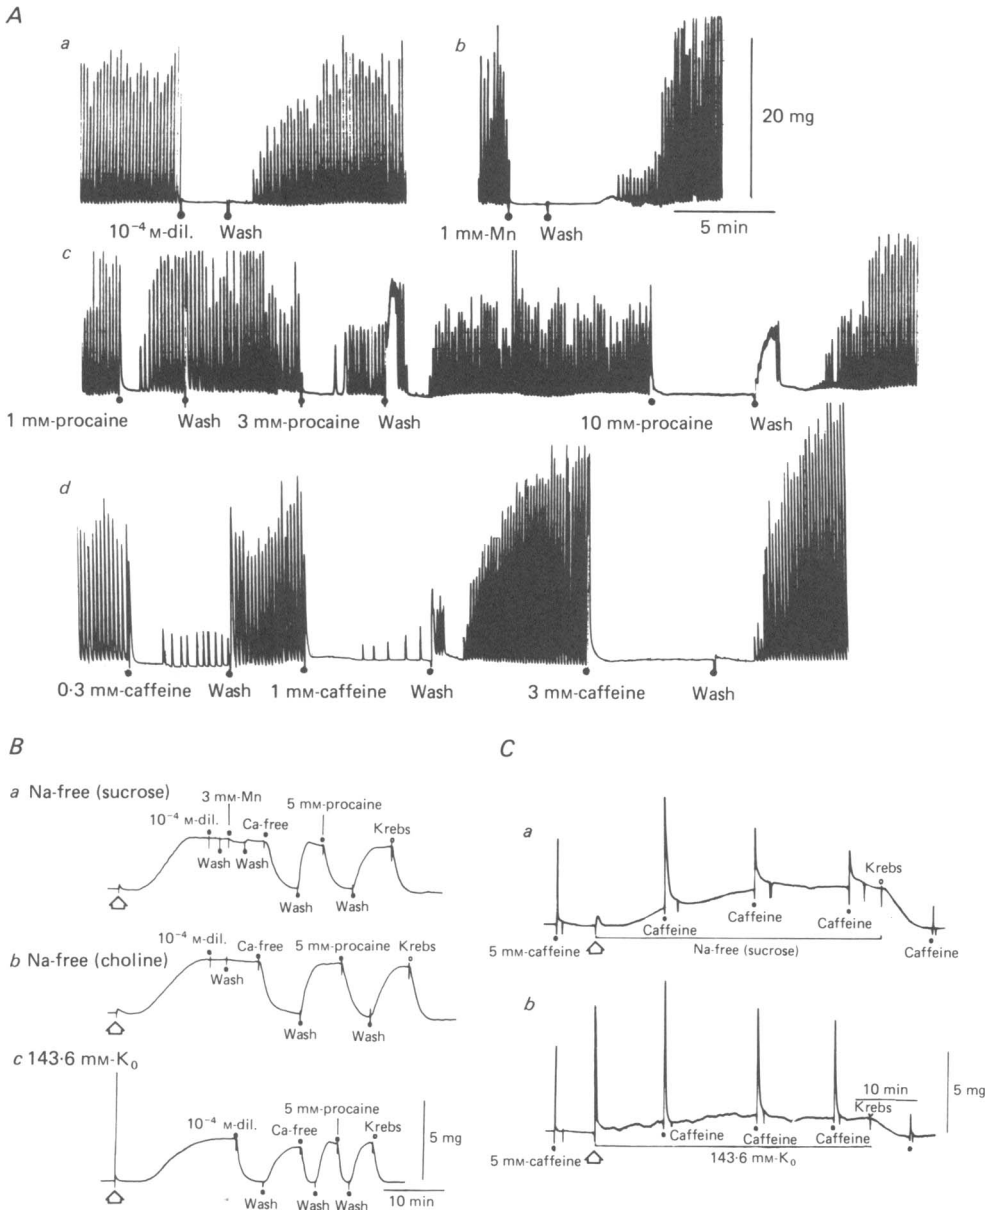 A
a
b
20 mg
10⁻⁴ M-dil. Wash
1 mM-Mn Wash
5 min
c
1 mM-procaine Wash 3 mM-procaine Wash 10 mM-procaine Wash
d
0·3 mM-caffeine Wash 1 mM-caffeine Wash 3 mM-caffeine Wash
B
a Na-free (sucrose)
3 mM-Mn
10⁻⁴ M-dil. Ca-free
5 mM-procaine
Krebs
Wash Wash
Wash Wash
b Na-free (choline)
10⁻⁴ M-dil. Ca-free 5 mM-procaine Krebs
Wash
Wash Wash
c 143·6 mM-K₀
10⁻⁴ M-dil. Ca-free 5 mM-procaine Krebs
5 mg
Wash Wash Wash
10 min
C
a
Krebs
5 mM-caffeine Caffeine Caffeine Caffeine Caffeine
Na-free (sucrose)
b
10 min
Krebs
5 mg
5 mM-caffeine Caffeine Caffeine Caffeine
143·6 mM-K₀